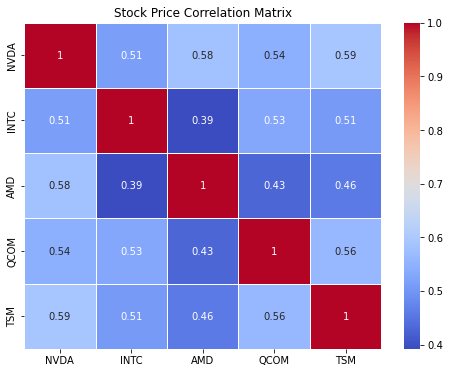 Stock Price Correlation Matrix
NVDA 1 0.51 0.58 0.54 0.59
INTC 0.51 1 0.39 0.53 0.51
AMD 0.58 0.39 1 0.43 0.46
QCOM 0.54 0.53 0.43 1 0.56
TSM 0.59 0.51 0.46 0.56 1
NVDA INTC AMD QCOM TSM
1.0
0.9
0.8
0.7
0.6
0.5
0.4